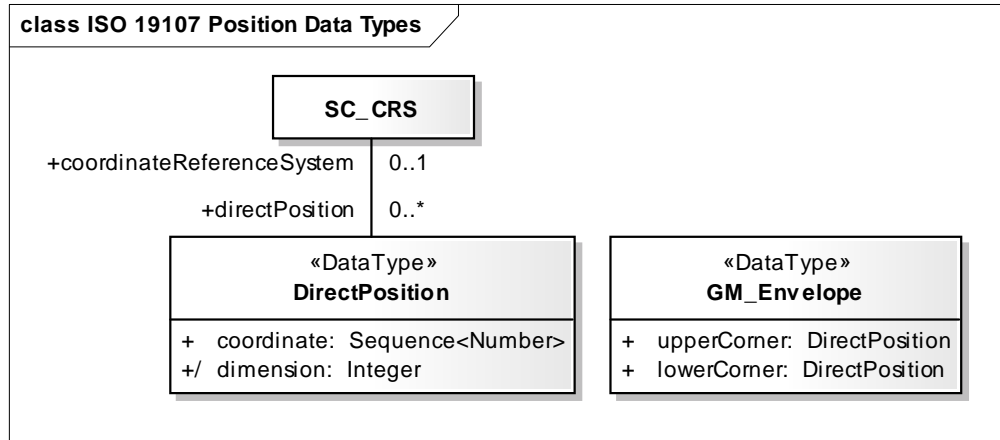 class ISO 19107 Position Data Types
SC_CRS
+coordinateReferenceSystem 0..1
+directPosition 0..*
«DataType»
DirectPosition
+ coordinate: Sequence<Number>
+/ dimension: Integer
«DataType»
GM_Envelope
+ upperCorner: DirectPosition
+ lowerCorner: DirectPosition